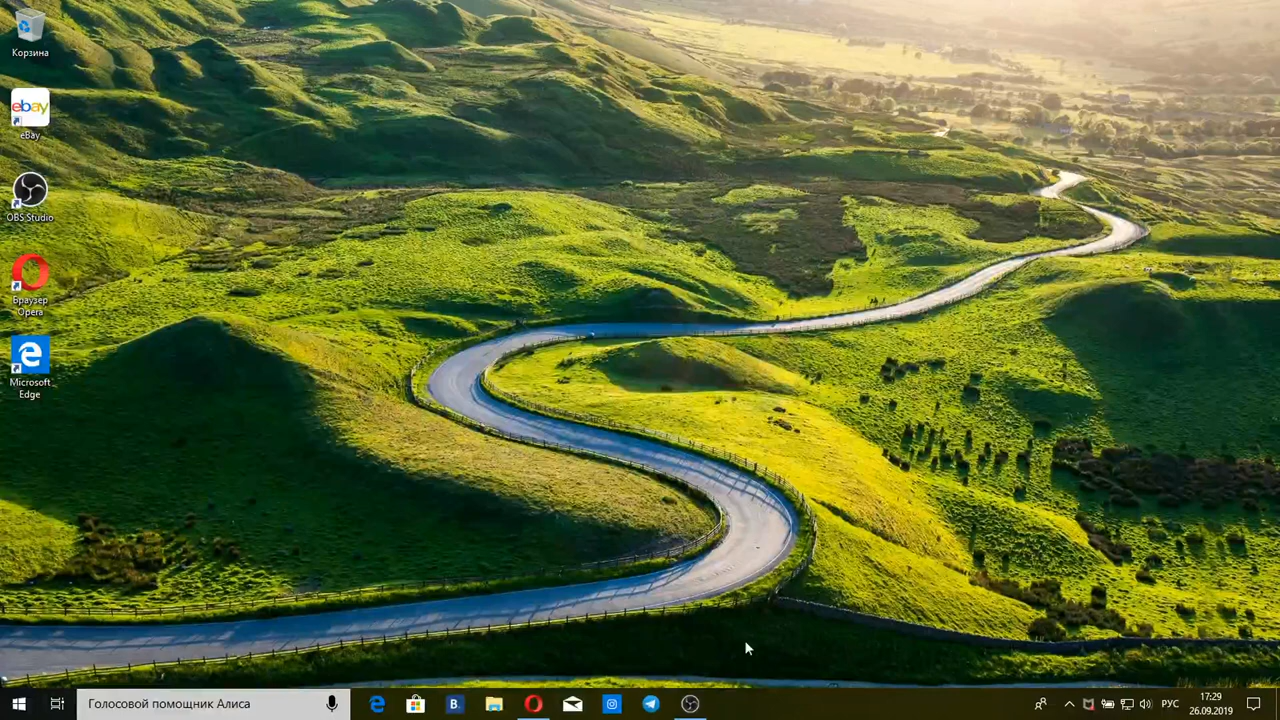 Корзина
ebay
eBay
OBS Studio
Браузер
Opera
Microsoft
Edge
Голосовой помощник Алиса
B
РУС
17:29
26.09.2019